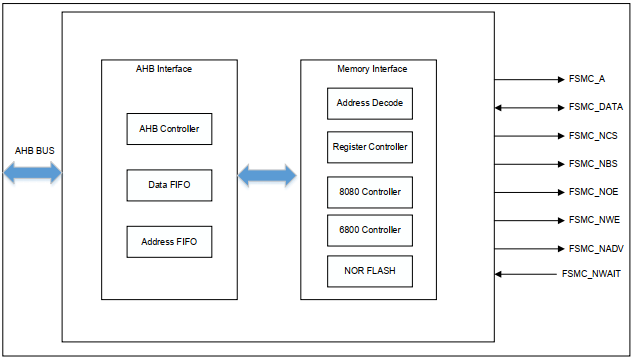 AHB Interface
Memory Interface
Address Decode
AHB Controller
Register Controller
AHB BUS
Data FIFO
8080 Controller
6800 Controller
Address FIFO
NOR FLASH
FSMC_A
FSMC_DATA
FSMC_NCS
FSMC_NBS
FSMC_NOE
FSMC_NWE
FSMC_NADV
FSMC_NWAIT